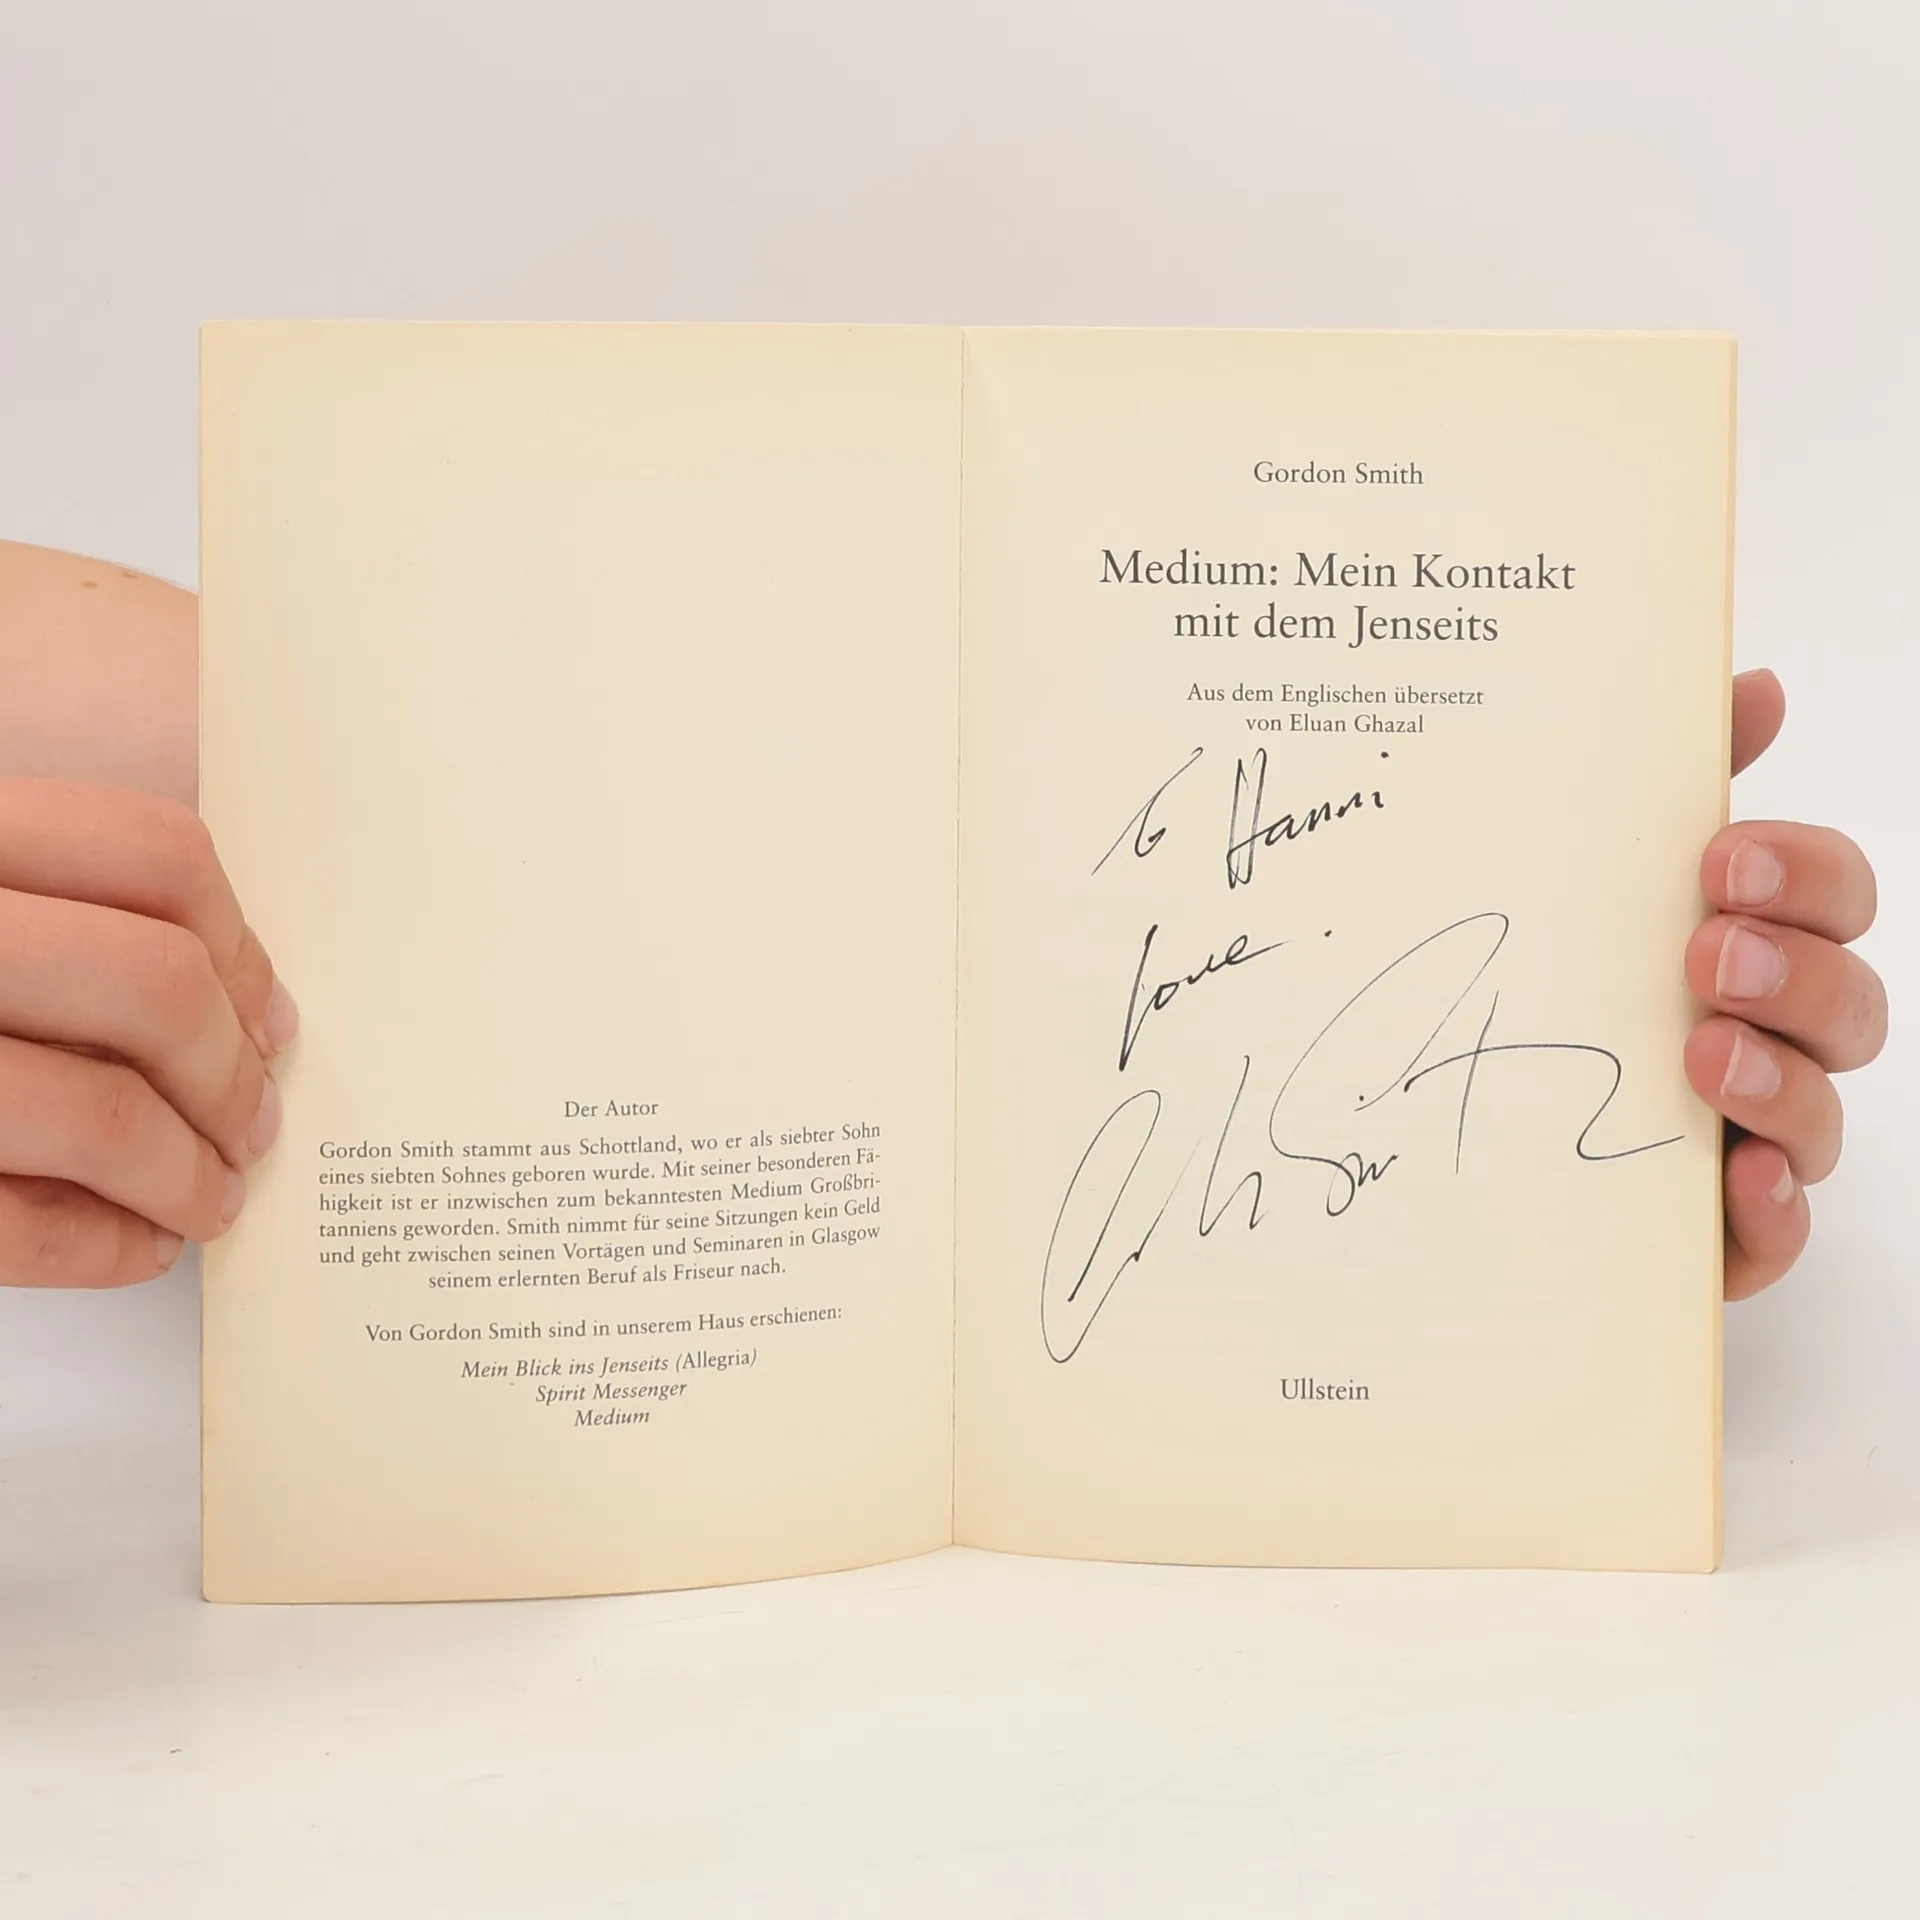 Der Autor
Gordon Smith stammt aus Schottland, wo er als siebter Sohn
eines siebten Sohnes geboren wurde. Mit seiner besonderen Fä-
higkeit ist er inzwischen zum bekanntesten Medium Großbri-
tanniens geworden. Smith nimmt für seine Sitzungen kein Geld
und geht zwischen seinen Vortägen und Seminaren in Glasgow
seinem erlernten Beruf als Friseur nach.
Von Gordon Smith sind in unserem Haus erschienen:
Mein Blick ins Jenseits (Allegria)
Spirit Messenger
Medium
Gordon Smith
Medium: Mein Kontakt
mit dem Jenseits
Aus dem Englischen übersetzt
von Eluan Ghazal
To Hanni
love.
Ullstein